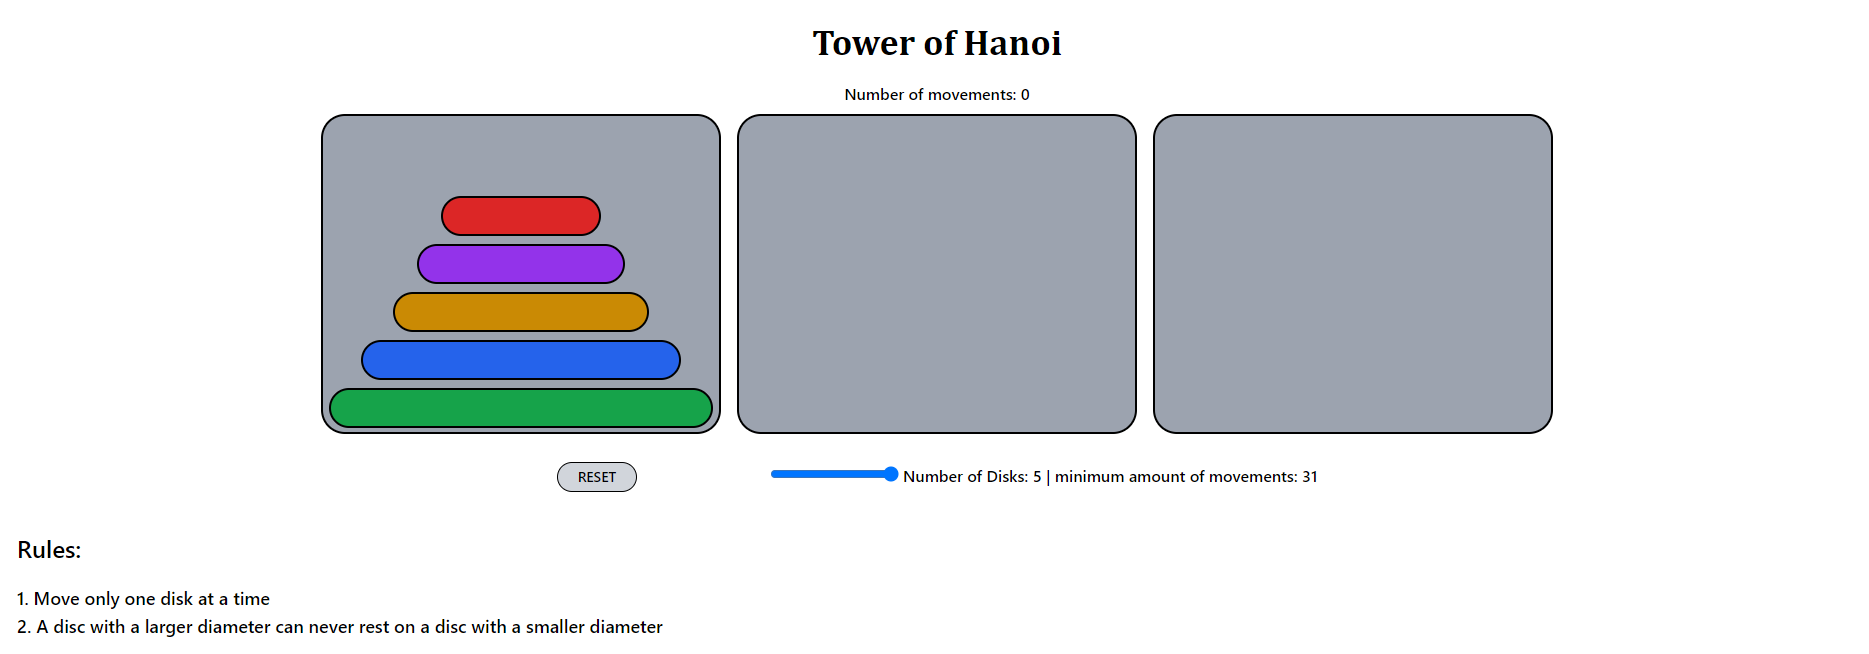 Tower of Hanoi
Number of movements: 0
RESET
Number of Disks: 5 | minimum amount of movements: 31
Rules:
1. Move only one disk at a time
2. A disc with a larger diameter can never rest on a disc with a smaller diameter